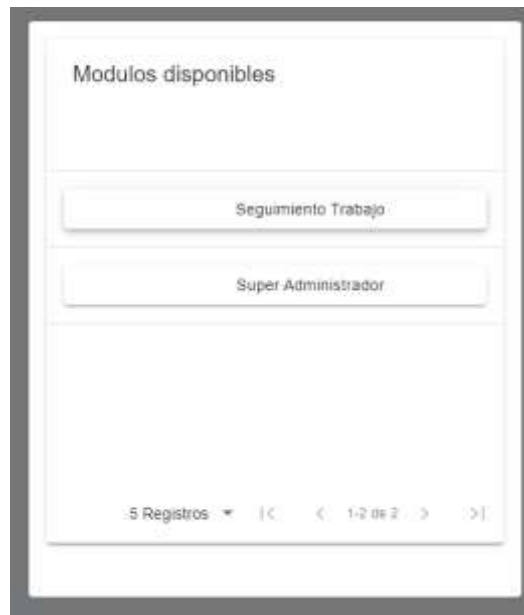 Modulos disponibles
Seguimiento Trabajo
Super Administrador
5 Registros 1-2 de 2